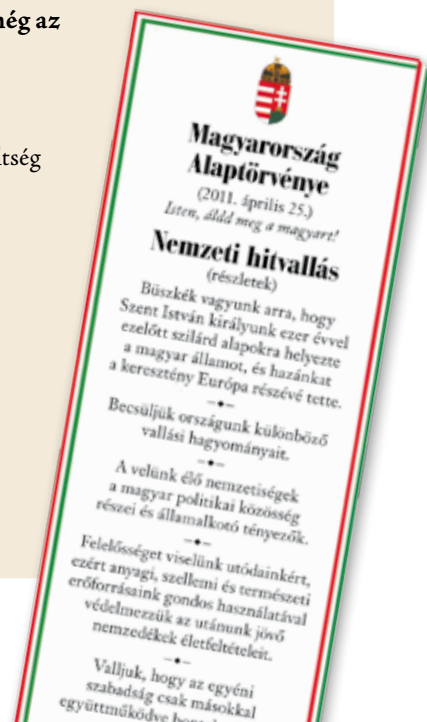 még az
ltség
Magyarország
Alaptörvénye
(2011. április 25.)
Isten, áldd meg a magyart!
Nemzeti hitvallás
(részletek)
Büszkék vagyunk arra, hogy
Szent István királyunk ezer évvel
ezelőtt szilárd alapokra helyezte
a magyar államot, és hazánkat
a keresztény Európa részévé tette.
Becsüljük országunk különböző
vallási hagyományait.
A velünk élő nemzetiségek
a magyar politikai közösség
részei és államalkotó tényezők.
Felelősséget viselünk utódainkért,
ezért anyagi, szellemi és természeti
erőforrásaink gondos használatával
védelmezzük az utánunk jövő
nemzedékek életfeltételeit.
Valljuk, hogy az egyéni
szabadság csak másokkal
együttműködve